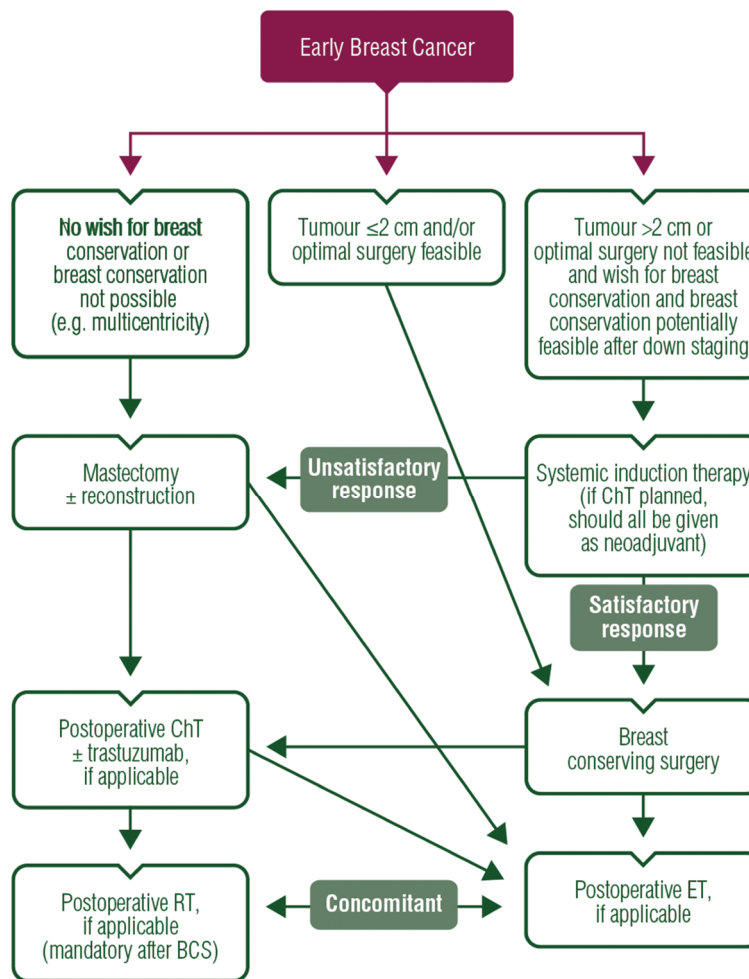 Early Breast Cancer
No wish for breast
conservation or
breast conservation
not possible
(e.g. multicentricity)
Tumour ≤2 cm and/or
optimal surgery feasible
Tumour >2 cm or
optimal surgery not feasible
and wish for breast
conservation and breast
conservation potentially
feasible after down staging
Mastectomy
± reconstruction
Unsatisfactory
response
Systemic induction therapy
(if ChT planned,
should all be given
as neoadjuvant)
Satisfactory
response
Postoperative ChT
± trastuzumab,
if applicable
Breast
conserving surgery
Postoperative RT,
if applicable
(mandatory after BCS)
Concomitant
Postoperative ET,
if applicable